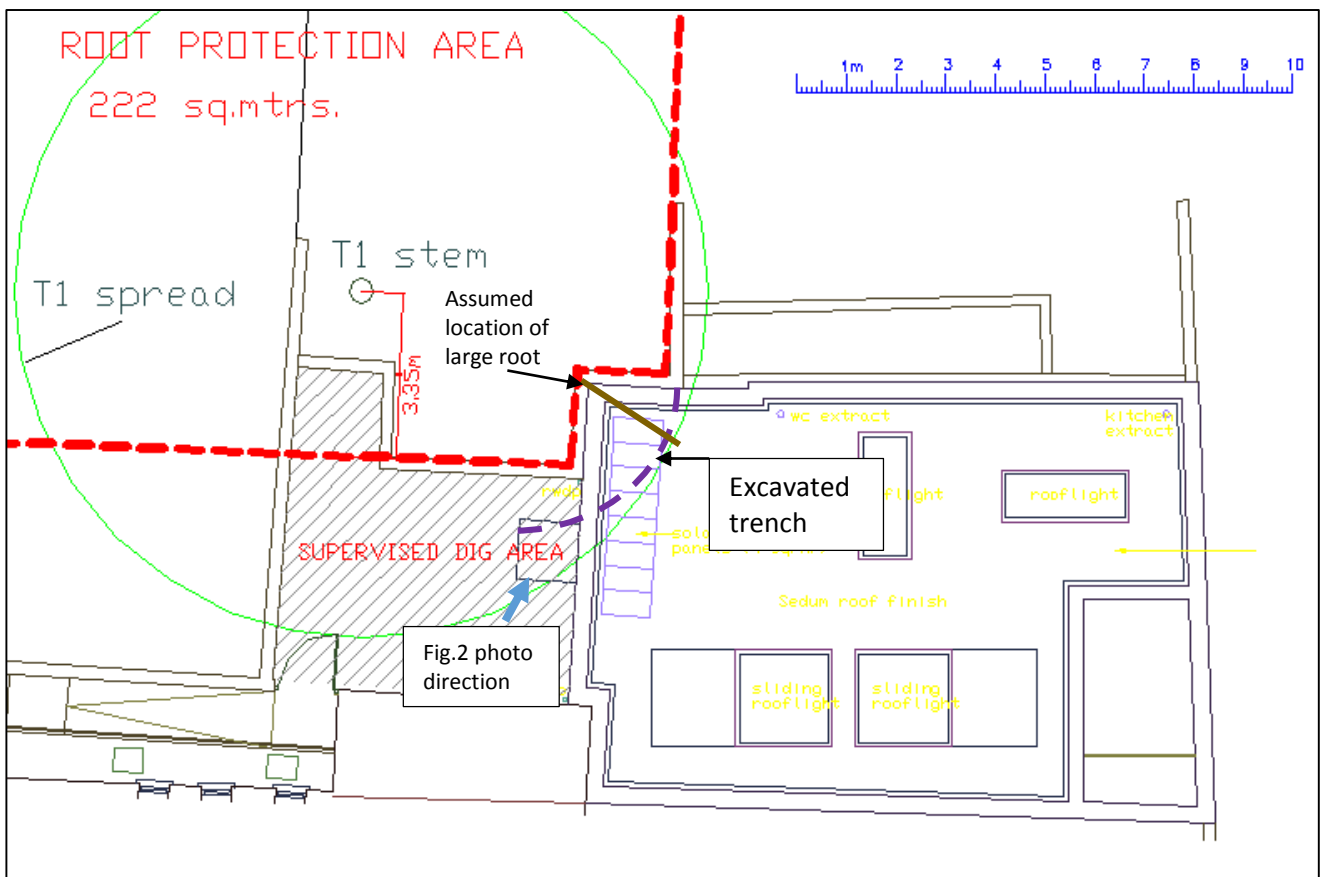 ROOT PROTECTION AREA
222 sq.mtrs.
1m 2 3 4 5 6 7 8 9 10
T1 stem
T1 spread
Assumed
location of
large root
3.35m
wc extract
kitchen
extract
Excavated
trench
flight
rooflight
rwdp
SUPERVISED DIG AREA
Sedum roof finish
Fig.2 photo
direction
sliding
rooflight
sliding
rooflight